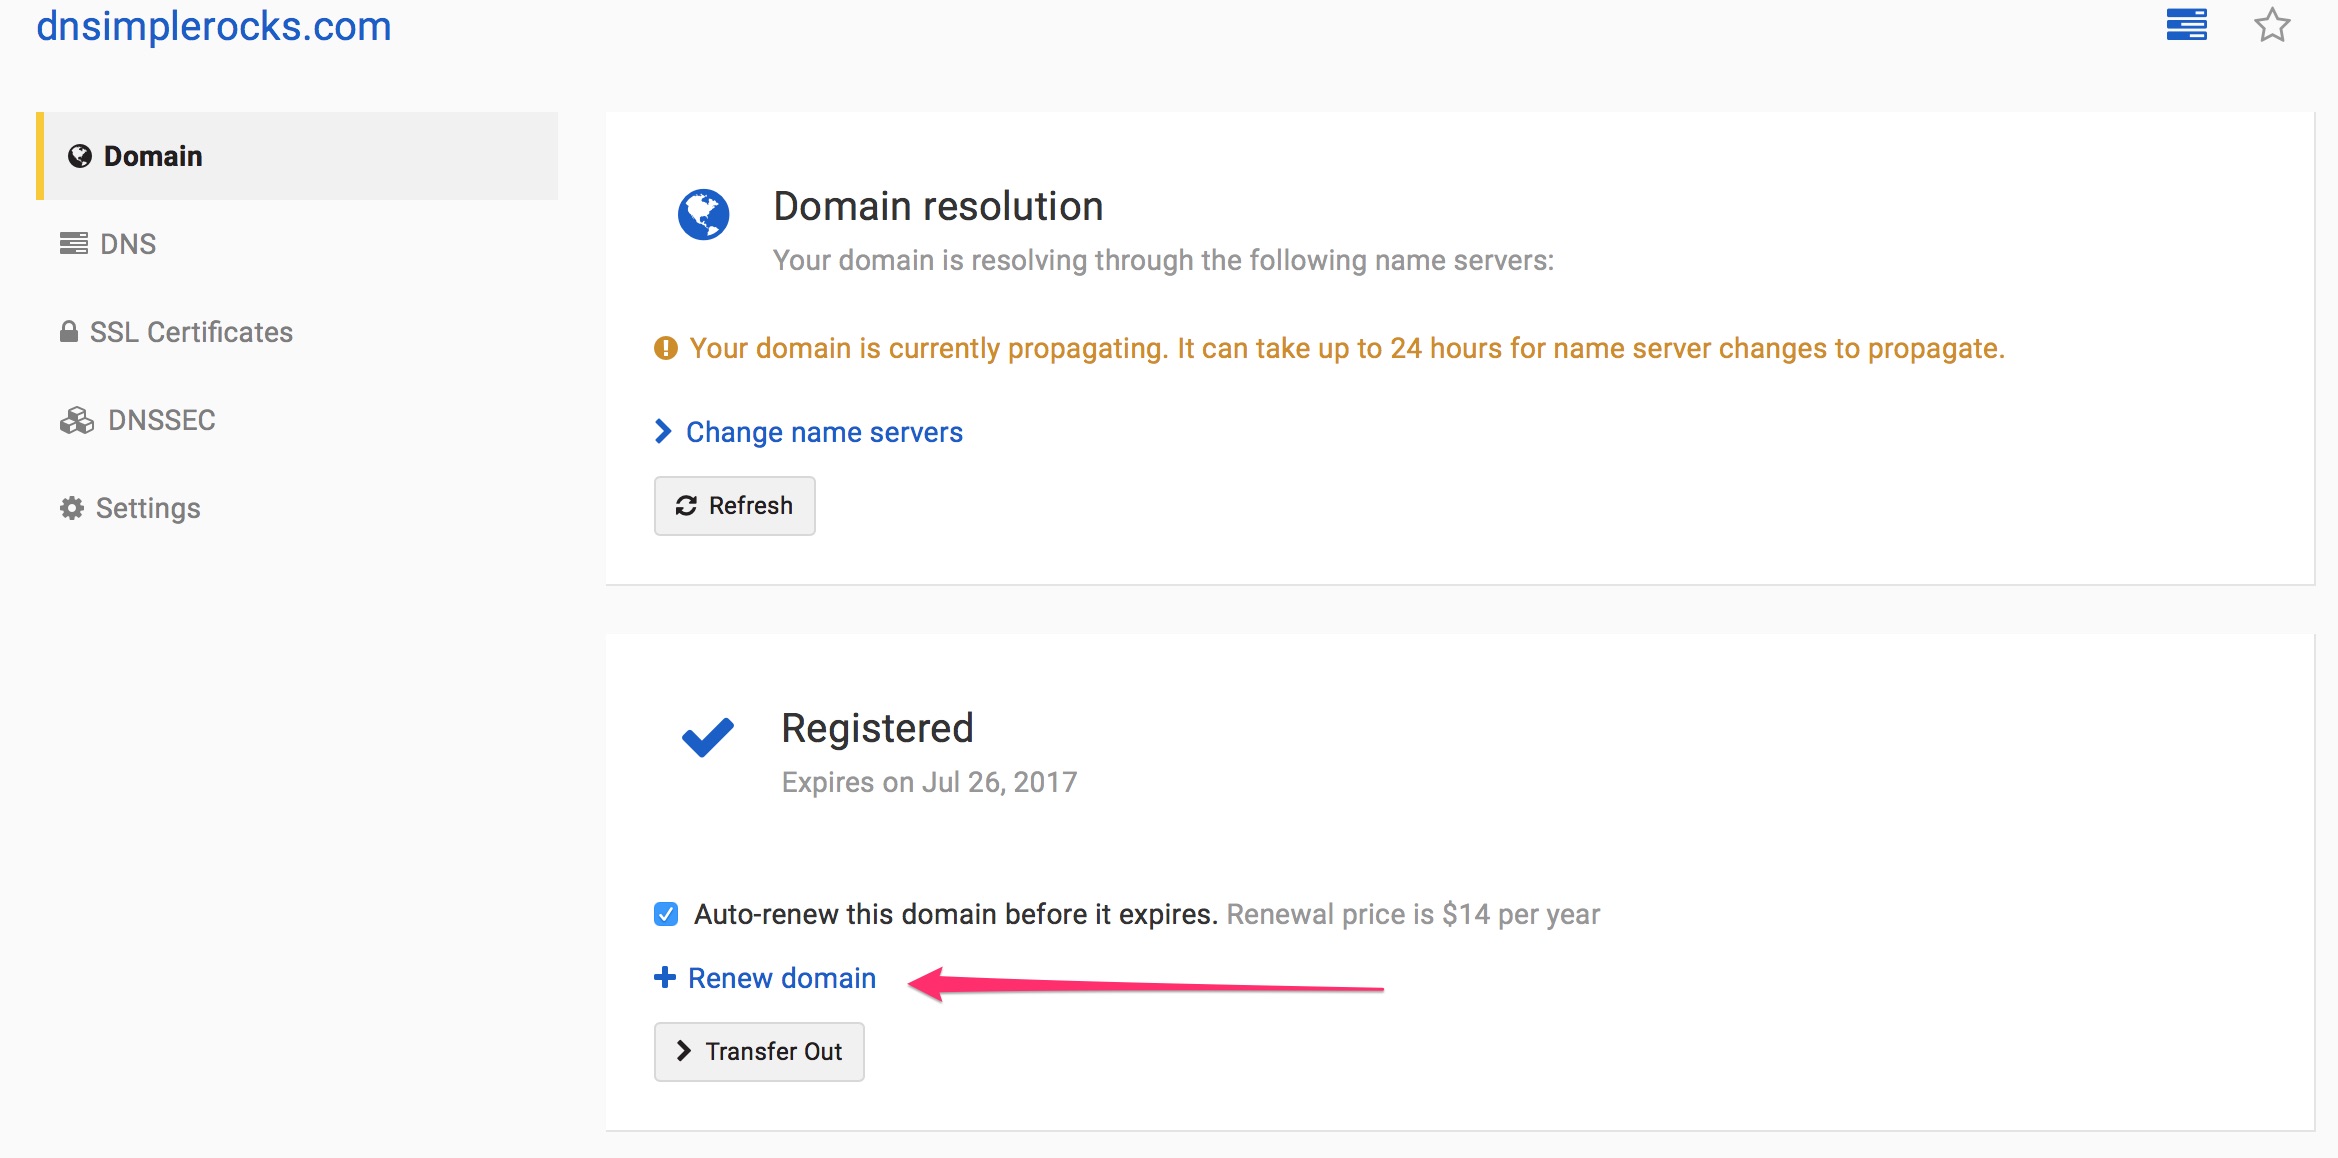 dnsimplerocks.com
Domain
DNS
SSL Certificates
DNSSEC
Settings
Domain resolution
Your domain is resolving through the following name servers:
Your domain is currently propagating. It can take up to 24 hours for name server changes to propagate.
Change name servers
Refresh
Registered
Expires on Jul 26, 2017
Auto-renew this domain before it expires. Renewal price is $14 per year
Renew domain
Transfer Out